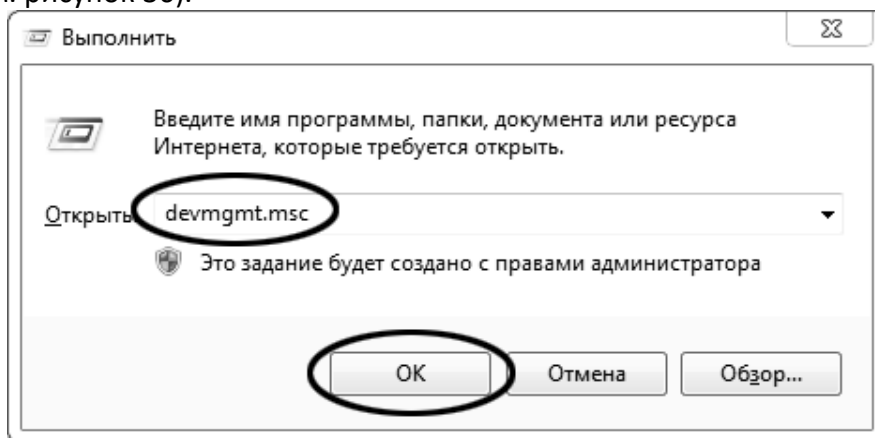 рисунок 30).
Выполнить
Введите имя программы, папки, документа или ресурса
Интернета, которые требуется открыть.
Открыть devmgmt.msc
Это задание будет создано с правами администратора
ОК Отмена Обзор...